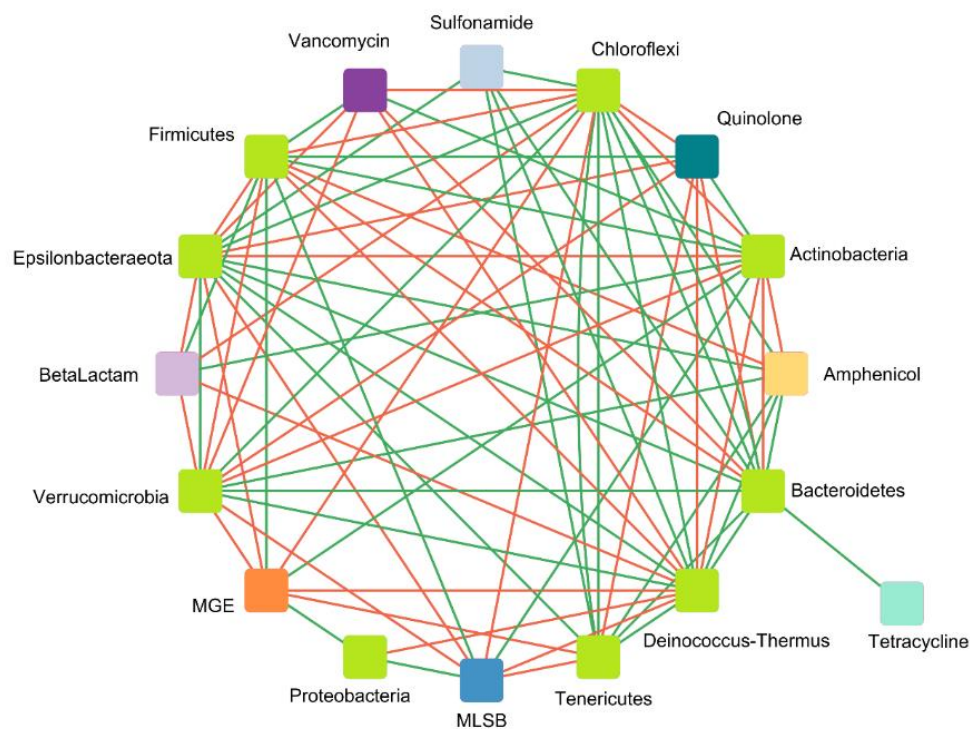 Sulfonamide
Vancomycin
Chloroflexi
Quinolone
Firmicutes
Epsilonbacteraeota
Actinobacteria
BetaLactam
Amphenicol
Verrucomicrobia
Bacteroidetes
MGE
Deinococcus-Thermus
Tetracycline
Proteobacteria
Tenericutes
MLSB